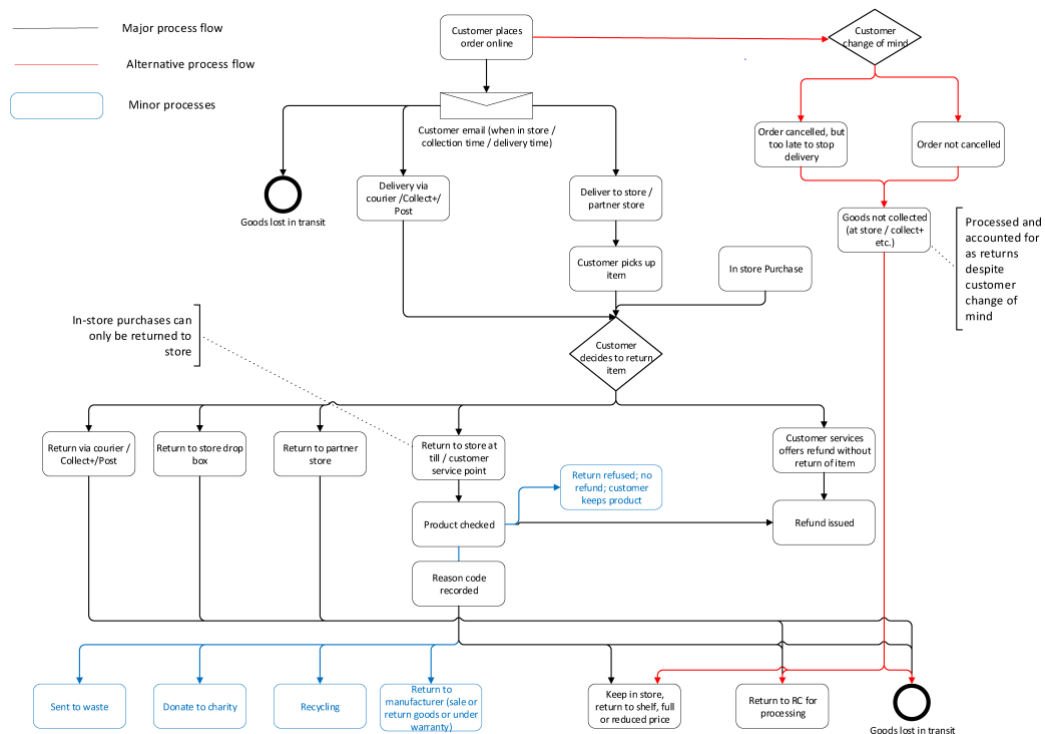 Major process flow
Alternative process flow
Minor processes
Customer places
order online
Customer
change of mind
Customer email (when in store /
collection time / delivery time)
Order cancelled, but
too late to stop
delivery
Order not cancelled
Goods lost in transit
Delivery via
courier /Collect+/
Post
Deliver to store /
partner store
Goods not collected
(at store / collect+
etc.)
Processed and
accounted for
as returns
despite
customer
change of
mind
Customer picks up
item
In store Purchase
In-store purchases can
only be returned to
store
Customer
decides to return
item
Return via courier /
Collect+/Post
Return to store drop
box
Return to partner
store
Return to store at
till / customer
service point
Customer services
offers refund without
return of item
Return refused; no
refund; customer
keeps product
Product checked
Refund issued
Reason code
recorded
Sent to waste
Donate to charity
Recycling
Return to
manufacturer (sale or
return goods or under
warranty)
Keep in store,
return to shelf, full
or reduced price
Return to RC for
processing
Goods lost in transit